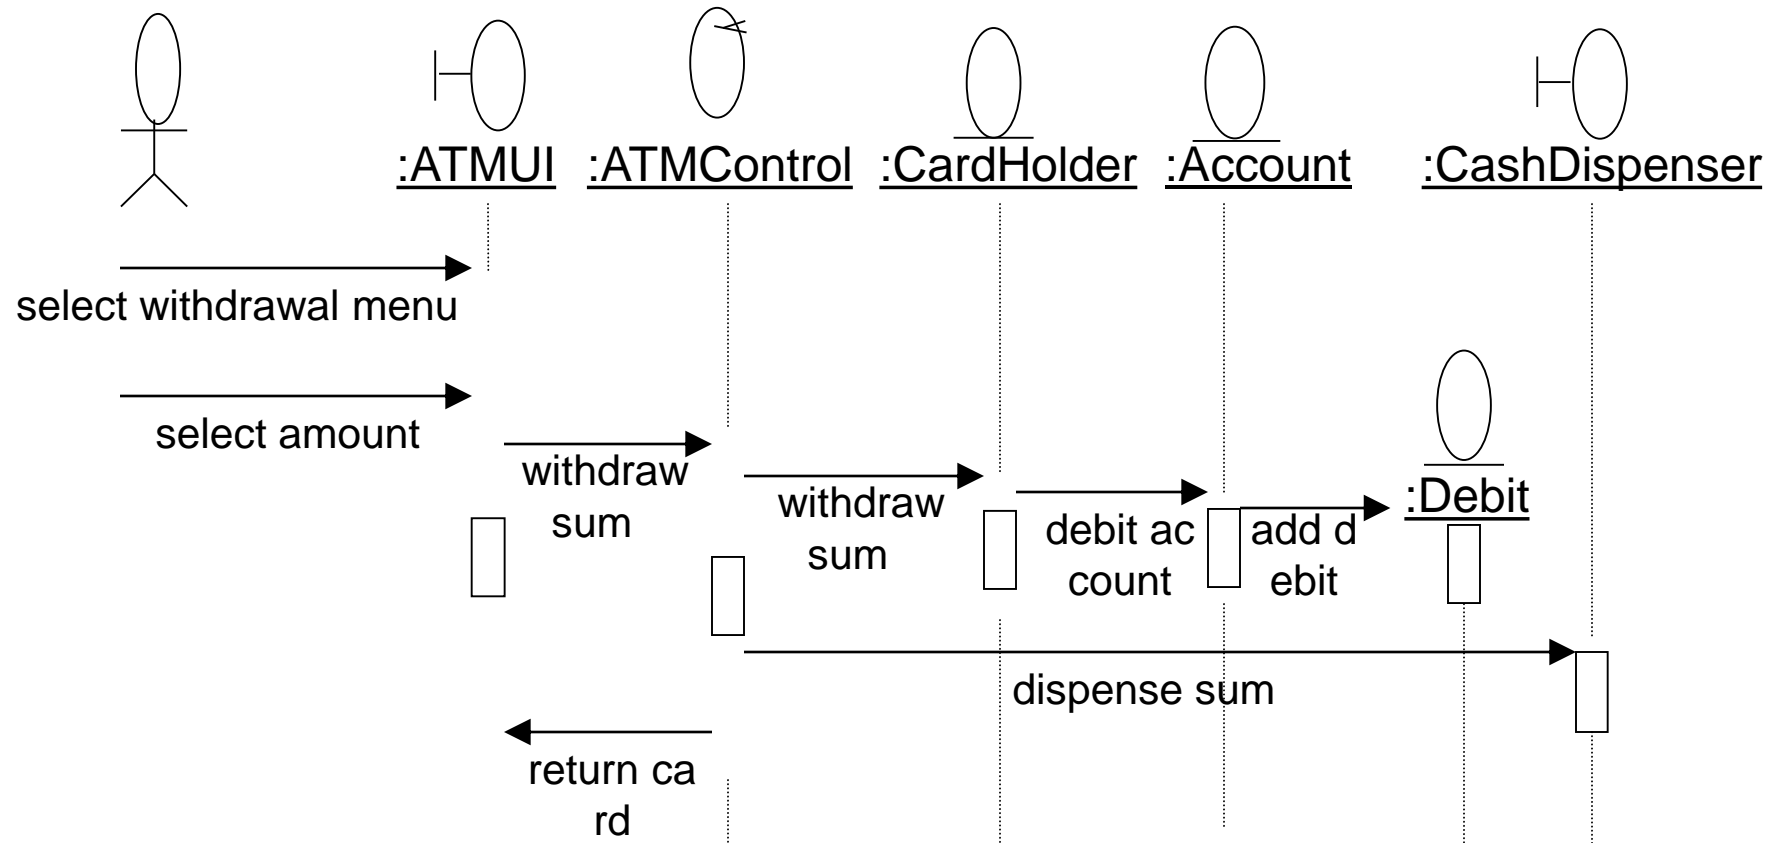 :ATMUI :ATMControl :CardHolder :Account :CashDispenser
select withdrawal menu
select amount
withdraw
sum
withdraw
sum
debit ac
count
add d
ebit
:Debit
dispense sum
return ca
rd